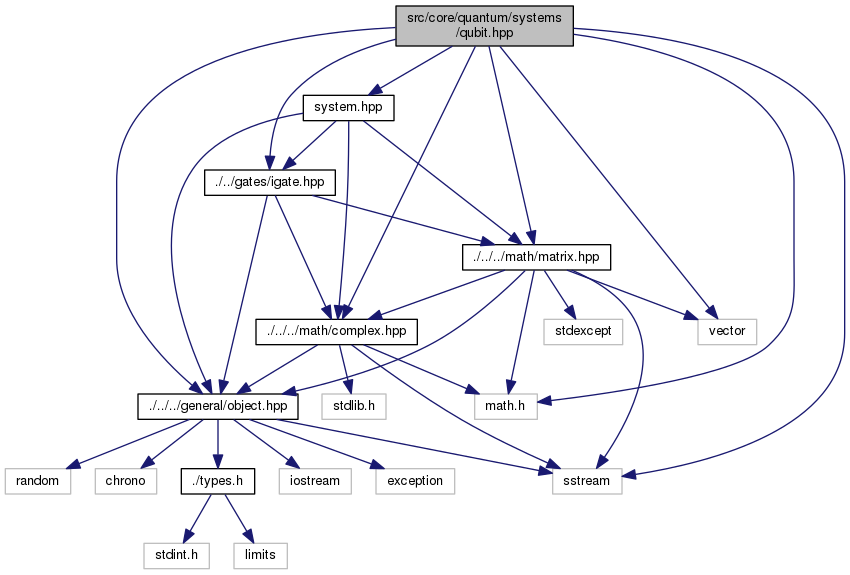 src/core/quantum/systems
/qubit.hpp
system.hpp
./../gates/igate.hpp
./../../math/matrix.hpp
./../../math/complex.hpp
stdexcept
vector
./../../general/object.hpp
stdlib.h
math.h
random
chrono
./types.h
iostream
exception
sstream
stdint.h
limits